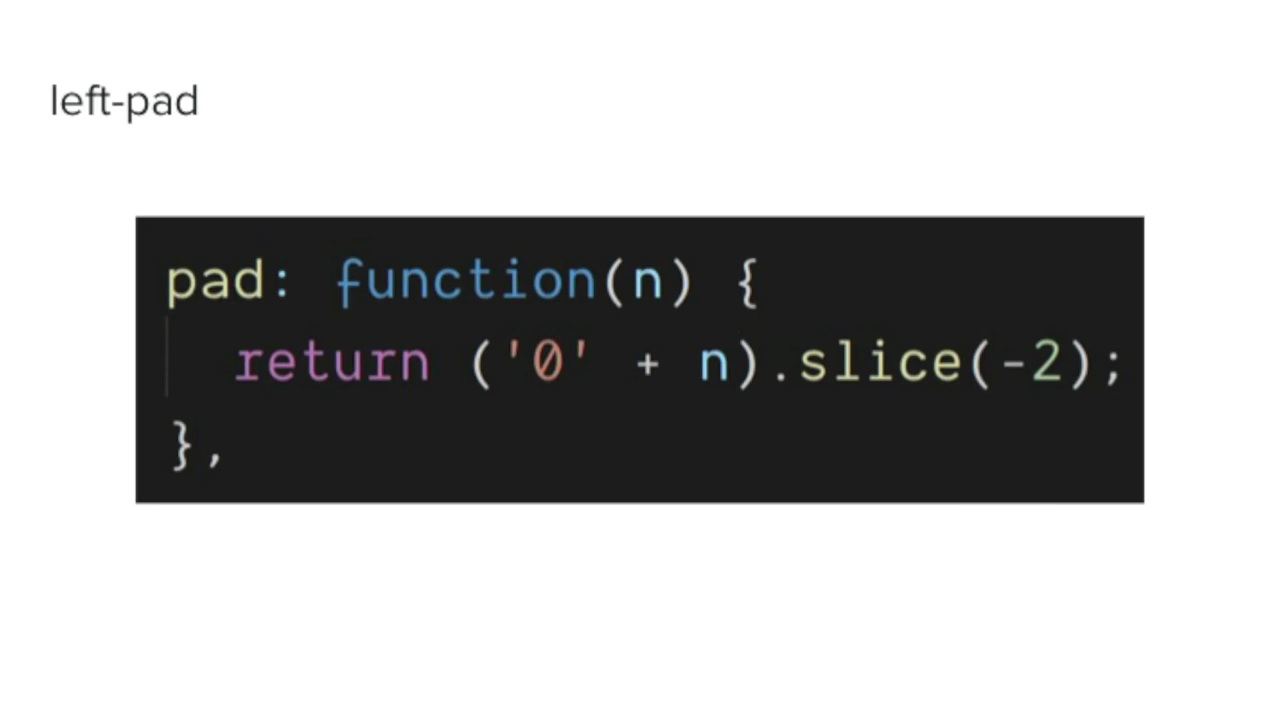 left-pad
pad: function(n) {
  return ('0' + n).slice(-2);
},